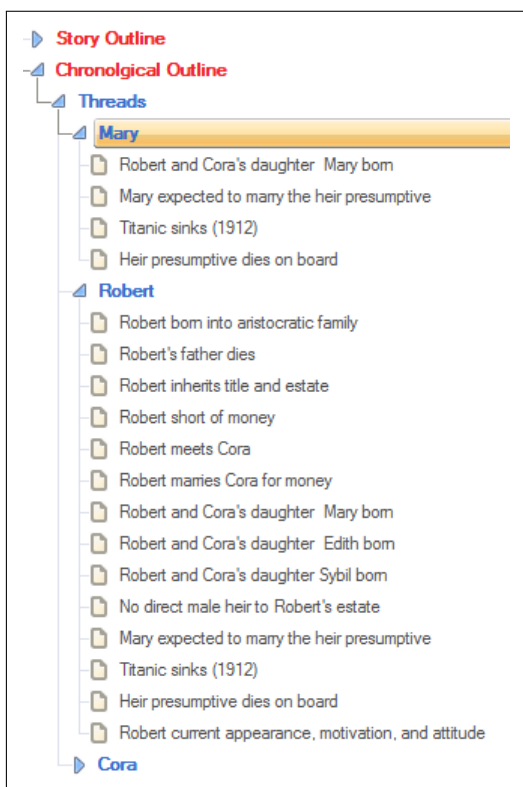 Story Outline
Chronolgical Outline
Threads
Mary
Robert and Cora's daughter Mary born
Mary expected to marry the heir presumptive
Titanic sinks (1912)
Heir presumptive dies on board
Robert
Robert born into aristocratic family
Robert's father dies
Robert inherits title and estate
Robert short of money
Robert meets Cora
Robert marries Cora for money
Robert and Cora's daughter Mary born
Robert and Cora's daughter Edith born
Robert and Cora's daughter Sybil born
No direct male heir to Robert's estate
Mary expected to marry the heir presumptive
Titanic sinks (1912)
Heir presumptive dies on board
Robert current appearance, motivation, and attitude
Cora